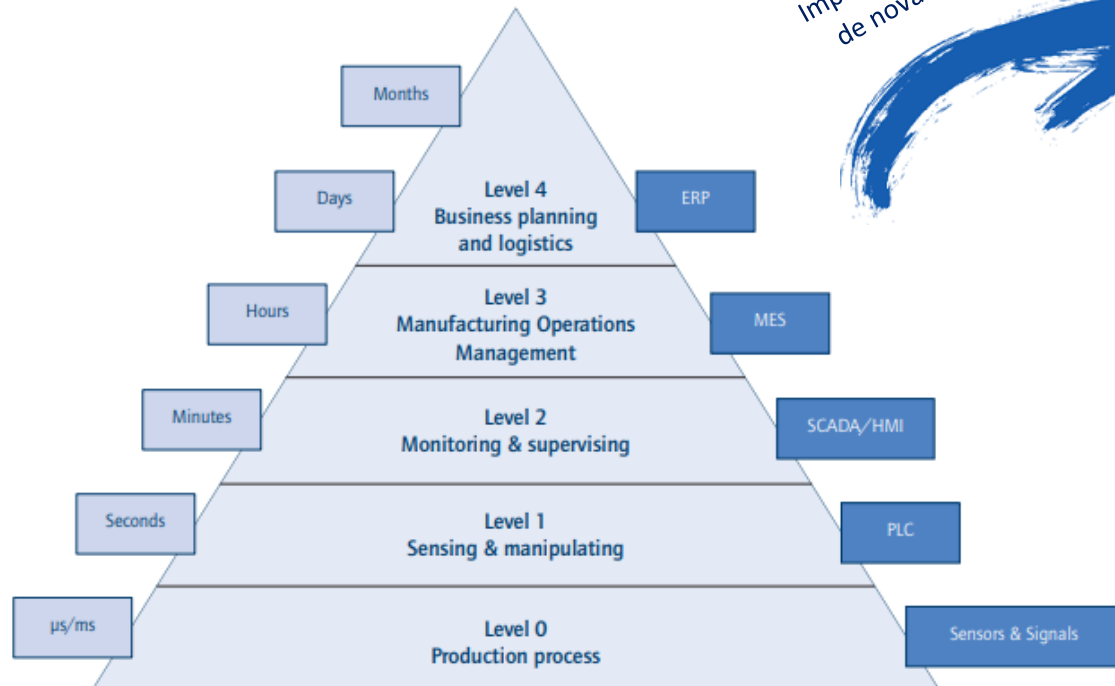 de nova
Months
Days
Level 4
Business planning
and logistics
ERP
Hours
Level 3
Manufacturing Operations
Management
MES
Minutes
Level 2
Monitoring & supervising
SCADA/HMI
Seconds
Level 1
Sensing & manipulating
PLC
µs/ms
Level 0
Production process
Sensors & Signals